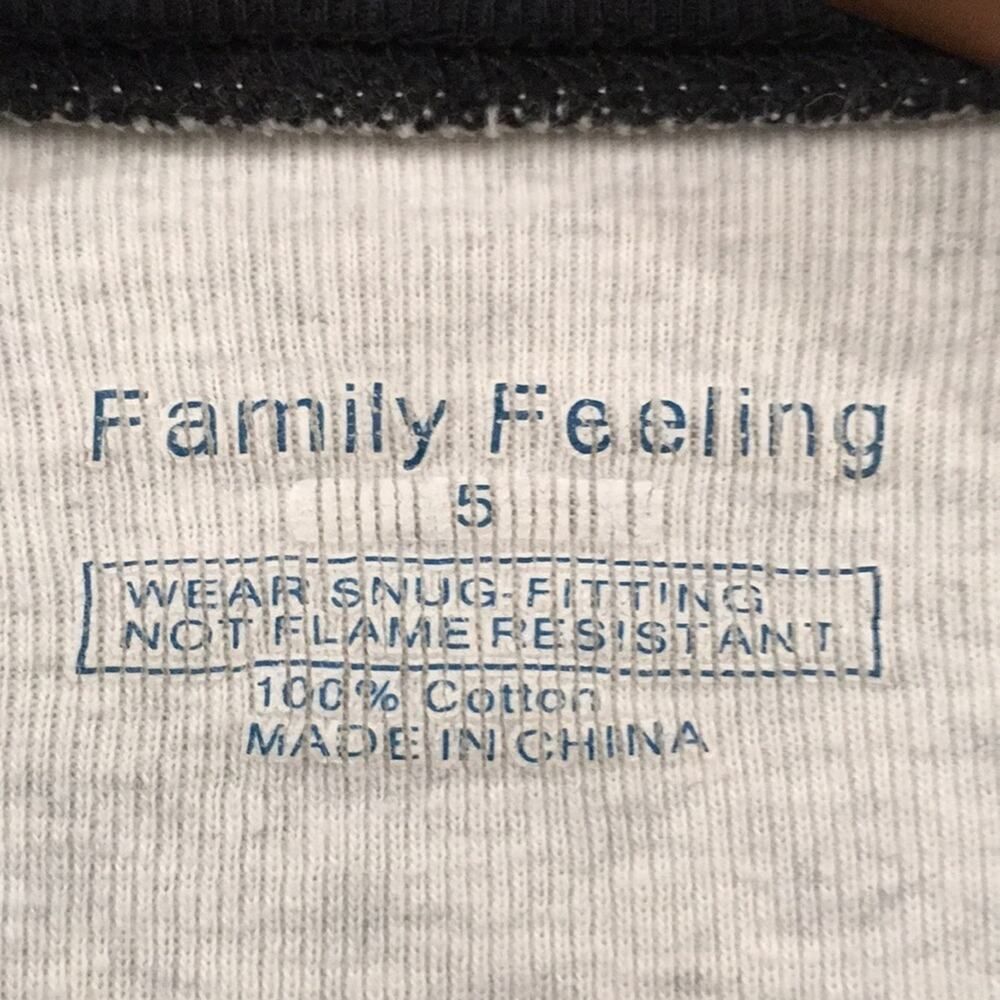 Family Feeling
5
WEAR SNUG-FITTING
NOT FLAME RESISTANT
100% Cotton
MADE IN CHINA